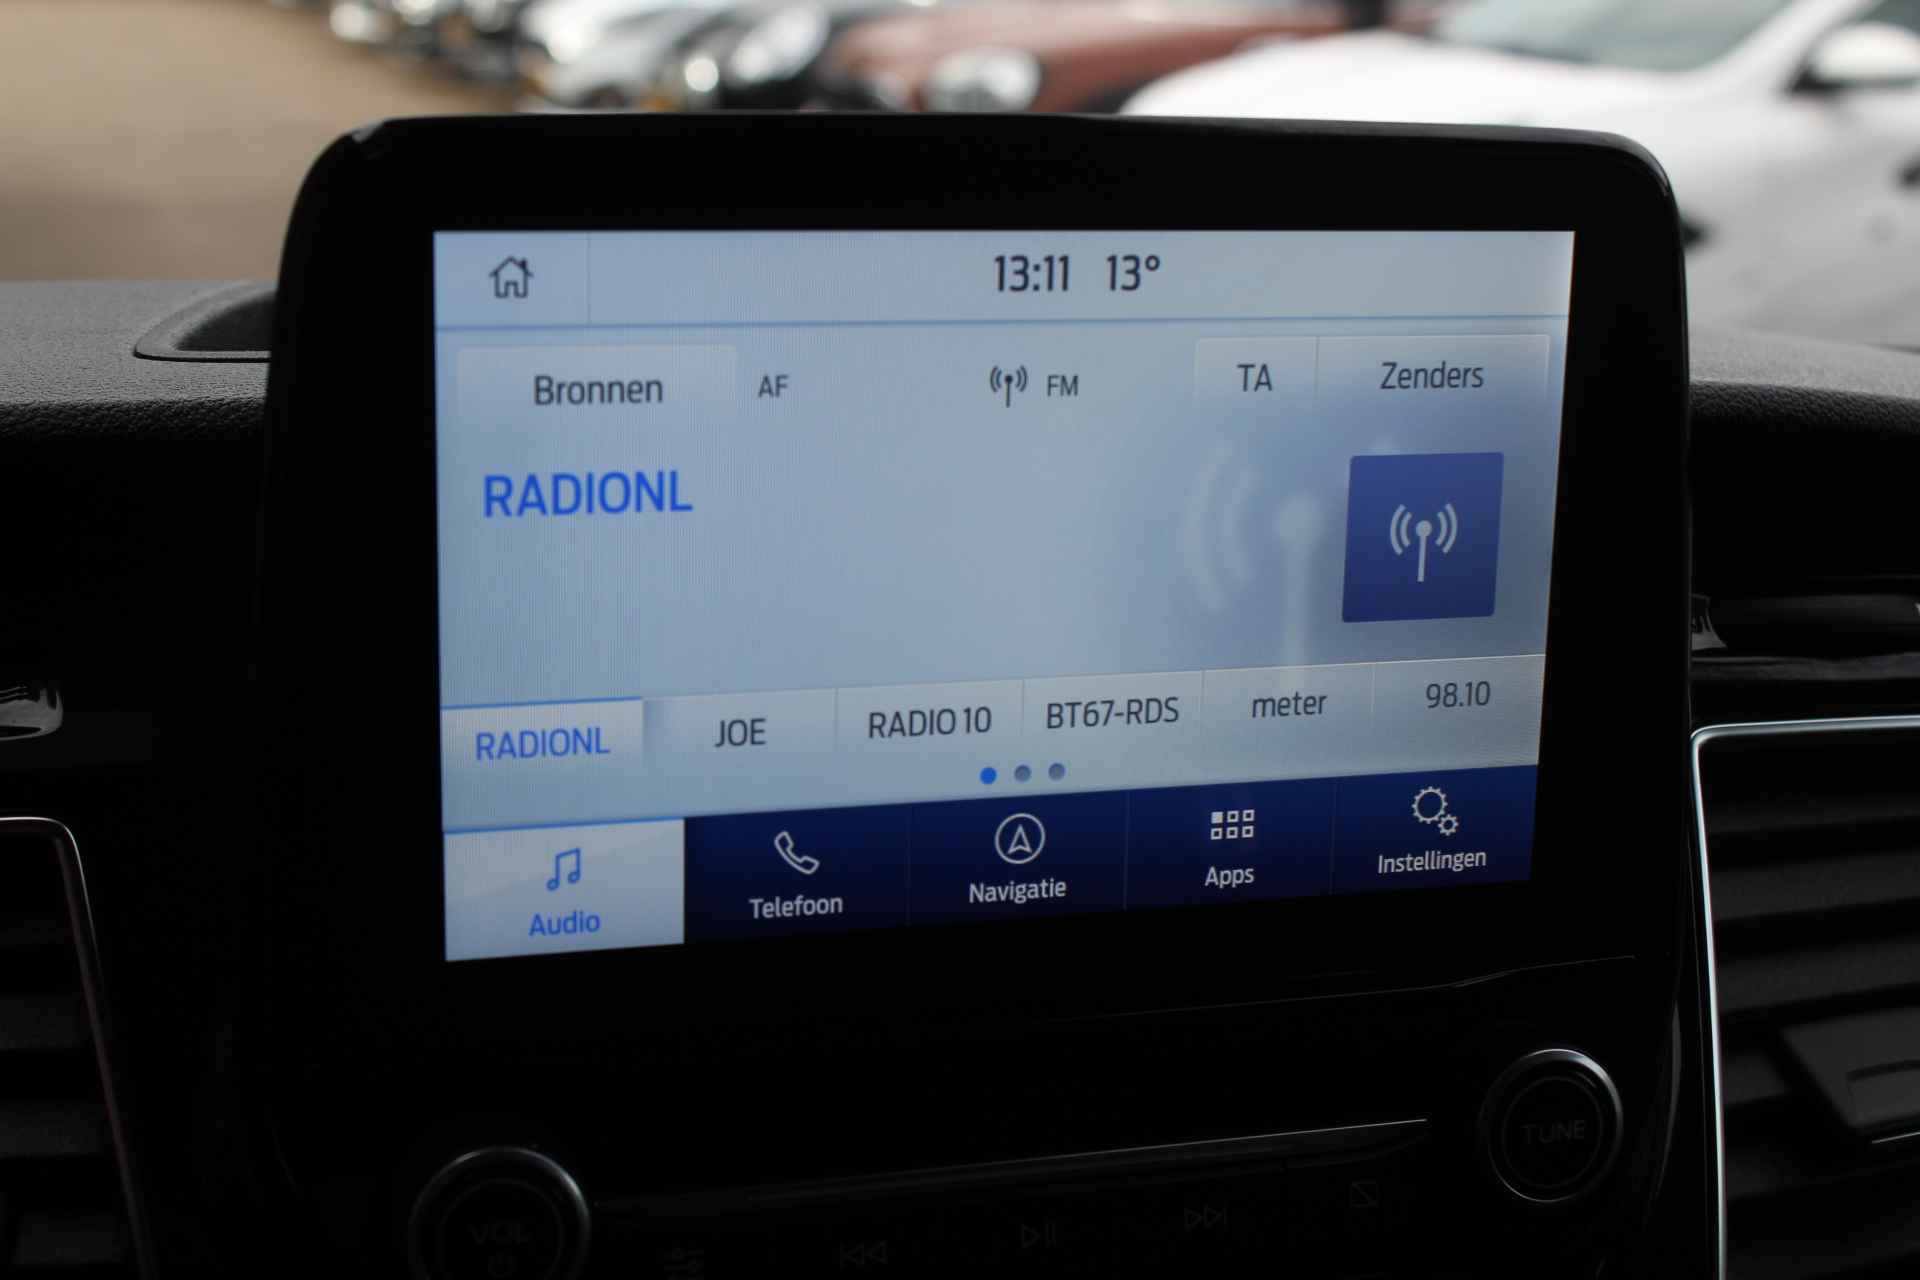 13:11 13°
Bronnen AF FM TA Zenders
RADIONL
RADIONL JOE RADIO 10 BT67-RDS meter 98.10
Audio Telefoon Navigatie Apps Instellingen
TUNE
VOL